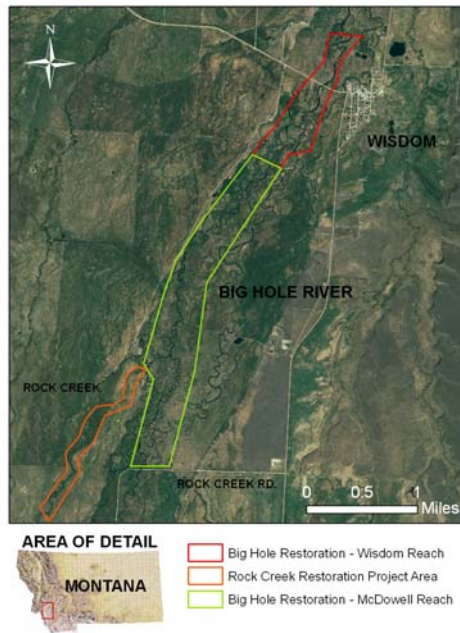 N
WISDOM
BIG HOLE RIVER
ROCK CREEK
ROCK CREEK RD.
0 0.5 1
Miles
AREA OF DETAIL
MONTANA
Big Hole Restoration - Wisdom Reach
Rock Creek Restoration Project Area
Big Hole Restoration - McDowell Reach